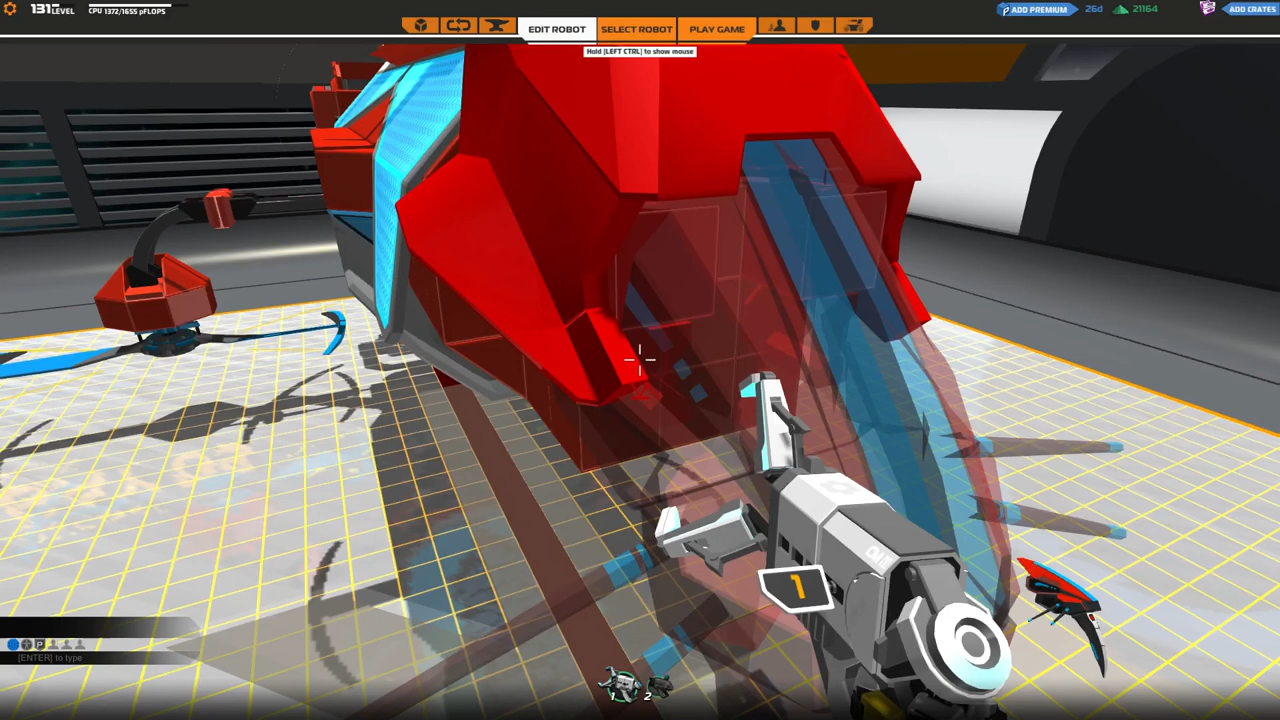 131 LEVEL
CPU 1372/1655 pFLOPS
EDIT ROBOT
SELECT ROBOT
PLAY GAME
ADD PREMIUM
26d
21164
ADD CRATES
Hold [LEFT CTRL] to show mouse
1
P
[ENTER] to type
1
2